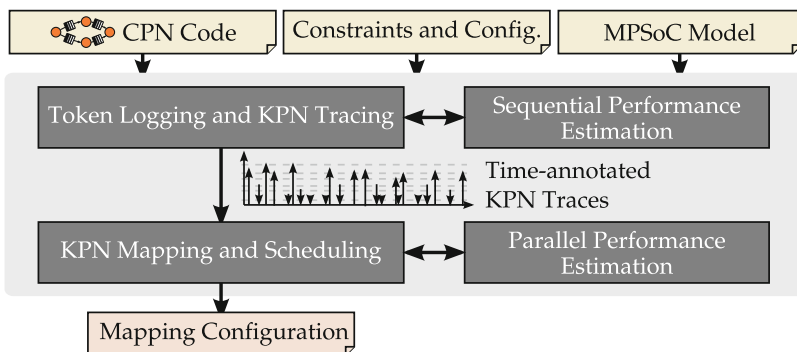 CPN Code
Constraints and Config.
MPSoC Model
Token Logging and KPN Tracing
Sequential Performance
Estimation
Time-annotated
KPN Traces
KPN Mapping and Scheduling
Parallel Performance
Estimation
Mapping Configuration